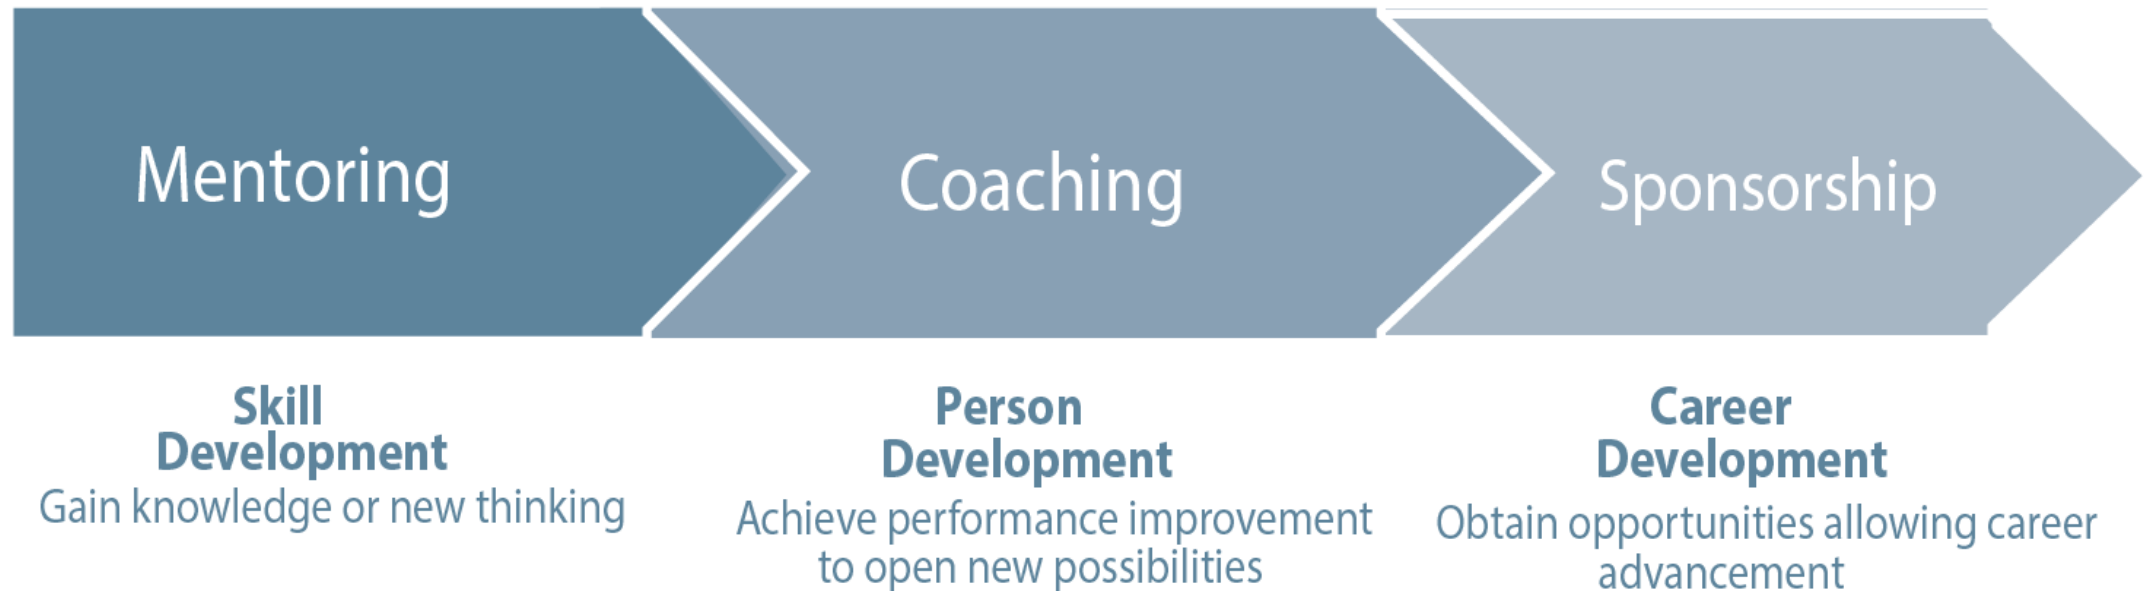 Mentoring
Coaching
Sponsorship
Skill
Development
Gain knowledge or new thinking
Person
Development
Achieve performance improvement
to open new possibilities
Career
Development
Obtain opportunities allowing career
advancement